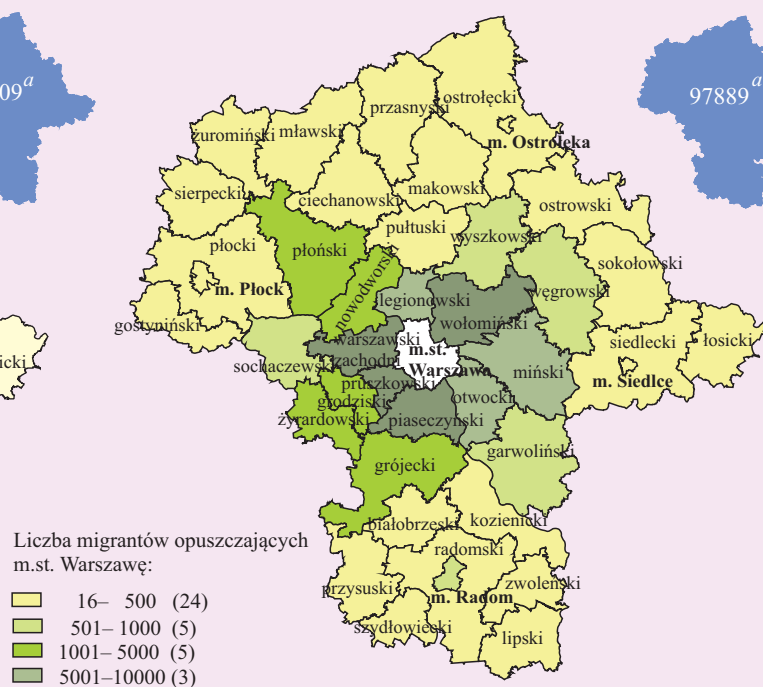 09a
97889a
icki
ostrołęcki
przasnyski
żuromiński
mławski
m. Ostrołęka
sierpecki
ciechanowski
makowski
ostrowski
pułtuski
wyszkowski
płocki
płoński
nowodworski
sokołowski
m. Płock
legionowski
węgrowski
gostyniński
wołomiński
warszawski
zachodni
m.st.
Warszawa
siedlecki
łosicki
sochaczewski
miński
m. Siedlce
pruszkowski
otwocki
grodziski
żyrardowski
piaseczyński
garwoliński
grójecki
białobrzeski
kozienicki
radomski
przysuski
zwoleński
m. Radom
szydłowiecki
lipski
Liczba migrantów opuszczających
m.st. Warszawę:
16– 500 (24)
501– 1000 (5)
1001– 5000 (5)
5001–10000 (3)